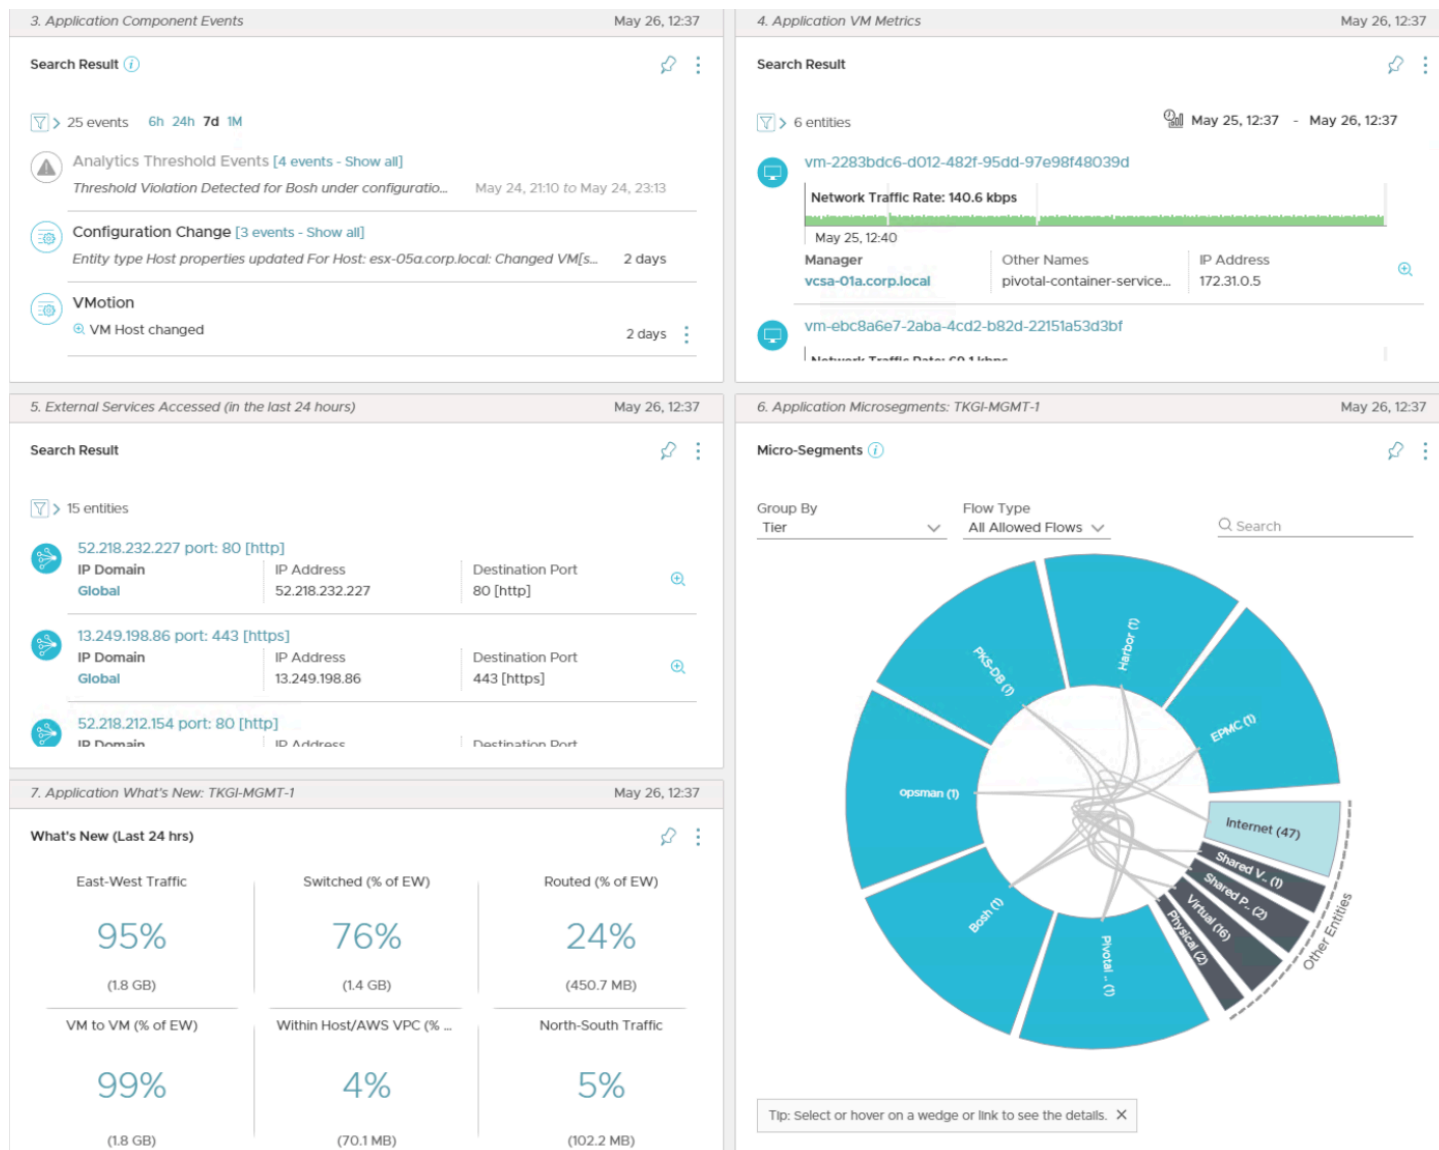 3. Application Component Events May 26, 12:37
Search Result
25 events 6h 24h 7d 1M
Analytics Threshold Events [4 events - Show all]
Threshold Violation Detected for Bosh under configuratio... May 24, 21:10 to May 24, 23:13
Configuration Change [3 events - Show all]
Entity type Host properties updated For Host: esx-05a.corp.local: Changed VM[s... 2 days
VMotion
VM Host changed 2 days
4. Application VM Metrics May 26, 12:37
Search Result
6 entities May 25, 12:37 - May 26, 12:37
vm-2283bdc6-d012-482f-95dd-97e98f48039d
Network Traffic Rate: 140.6 kbps
May 25, 12:40
Manager Other Names IP Address
vcsa-01a.corp.local pivotal-container-service... 172.31.0.5
vm-ebc8a6e7-2aba-4cd2-b82d-22151a53d3bf
Network Traffic Rate: 60.1 kbps
5. External Services Accessed (in the last 24 hours) May 26, 12:37
Search Result
15 entities
52.218.232.227 port: 80 [http]
IP Domain IP Address Destination Port
Global 52.218.232.227 80 [http]
13.249.198.86 port: 443 [https]
IP Domain IP Address Destination Port
Global 13.249.198.86 443 [https]
52.218.212.154 port: 80 [http]
IP Domain IP Address Destination Port
6. Application Microsegments: TKGI-MGMT-1 May 26, 12:37
Micro-Segments
Group By Flow Type
Tier All Allowed Flows Search
Harbor (1)
PKS-DB (1)
EPMC (1)
opsman (1)
Internet (47)
Shared V... (1)
Shared P... (2)
Virtual (16)
Physical (2)
Other Entities
Bosh (1)
Pivotal ... (1)
Tip: Select or hover on a wedge or link to see the details.
7. Application What's New: TKGI-MGMT-1 May 26, 12:37
What's New (Last 24 hrs)
East-West Traffic Switched (% of EW) Routed (% of EW)
95% 76% 24%
(1.8 GB) (1.4 GB) (450.7 MB)
VM to VM (% of EW) Within Host/AWS VPC (% ... North-South Traffic
99% 4% 5%
(1.8 GB) (70.1 MB) (102.2 MB)